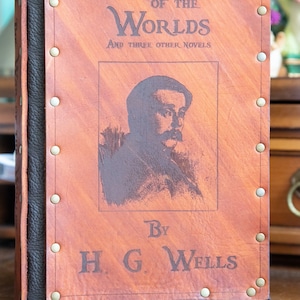 OF THE
WORLDS
AND THREE OTHER NOVELS
BY
H G WELLS